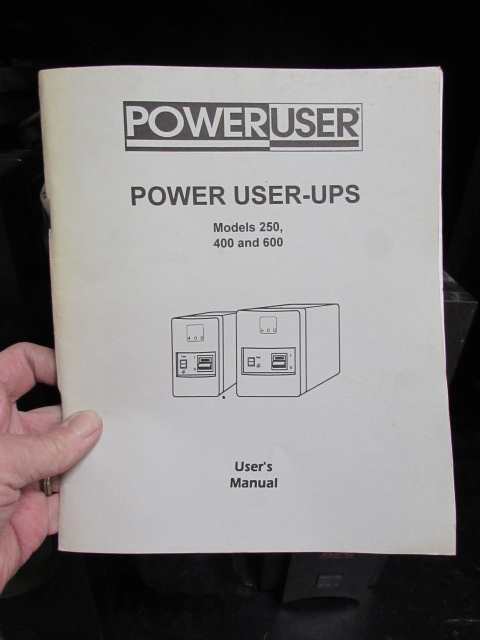 POWERUSER®
POWER USER-UPS
Models 250,
400 and 600
User's
Manual